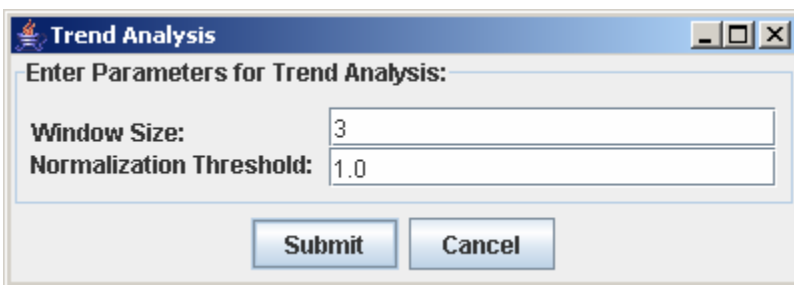 Trend Analysis
Enter Parameters for Trend Analysis:
Window Size: 3
Normalization Threshold: 1.0
Submit Cancel